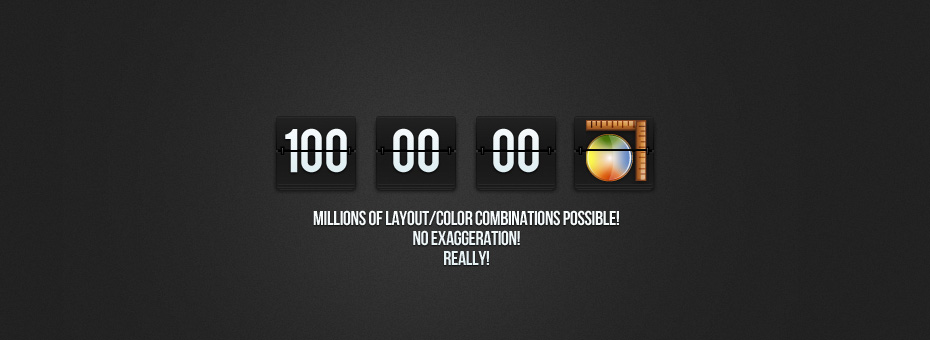 100 00 00
MILLIONS OF LAYOUT/COLOR COMBINATIONS POSSIBLE!
NO EXAGGERATION!
REALLY!